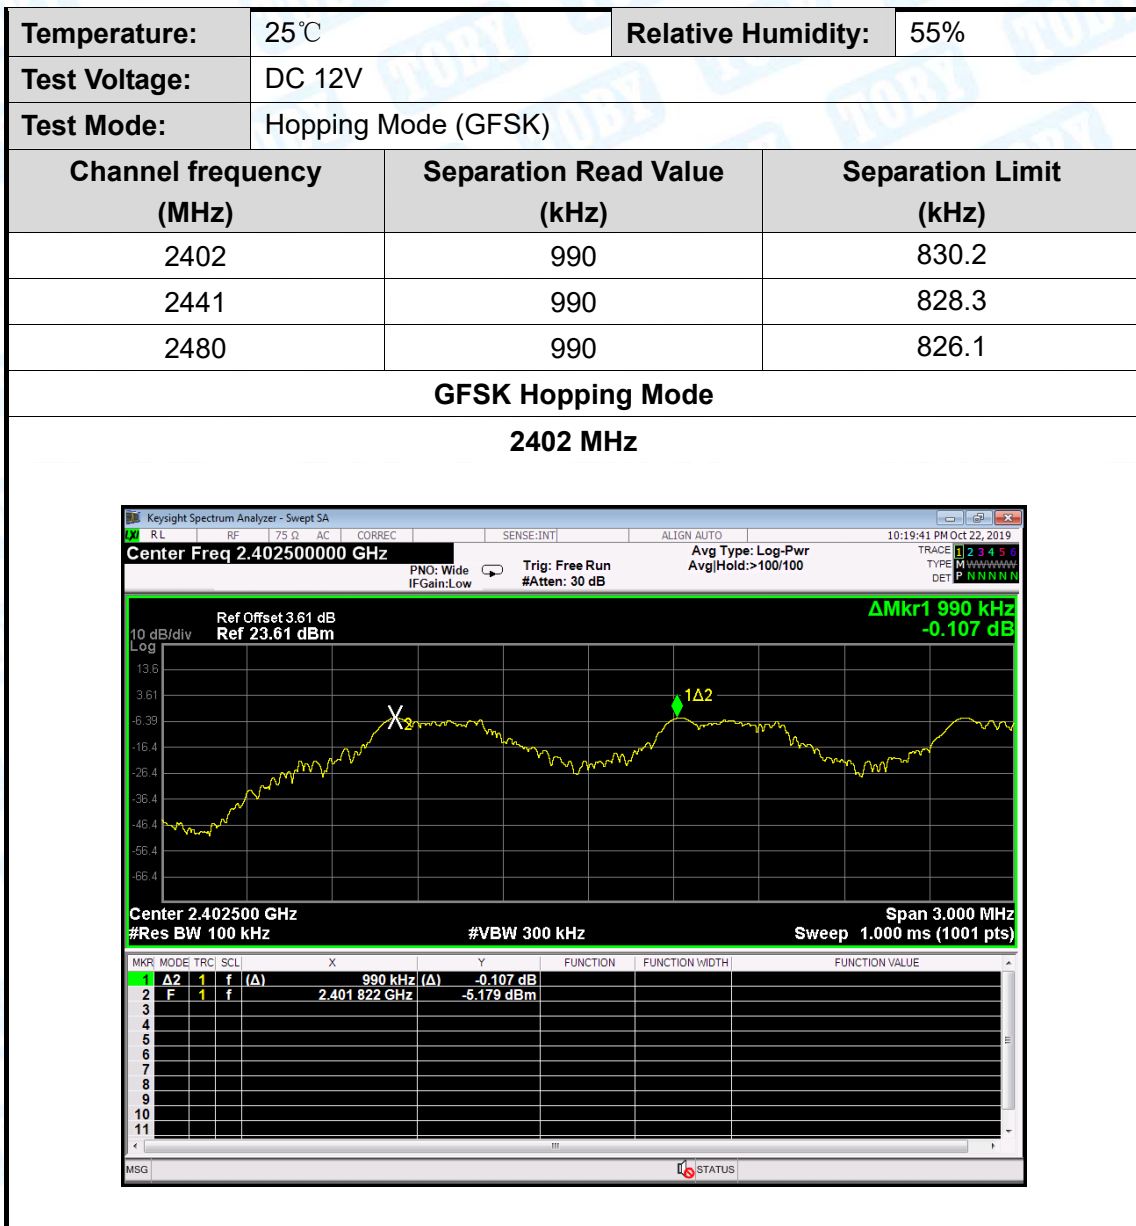 Temperature: 25℃ Relative Humidity: 55%
Test Voltage: DC 12V
Test Mode: Hopping Mode (GFSK)
Channel frequency (MHz) Separation Read Value (kHz) Separation Limit (kHz)
2402 990 830.2
2441 990 828.3
2480 990 826.1
GFSK Hopping Mode
2402 MHz
Keysight Spectrum Analyzer - Swept SA
LXI RL RF 75 Ω AC CORREC SENSE:INT ALIGN AUTO 10:19:41 PM Oct 22, 2019
Center Freq 2.402500000 GHz
PNO: Wide
IFGain:Low
Trig: Free Run
#Atten: 30 dB
Avg Type: Log-Pwr
Avg|Hold:>100/100
TRACE 1 2 3 4 5 6
TYPE M WWWWW
DET P N N N N N
ΔMkr1 990 kHz
-0.107 dB
Ref Offset 3.61 dB
10 dB/div Ref 23.61 dBm
Log
13.6
3.61
-6.39
-16.4
-26.4
-36.4
-46.4
-56.4
-66.4
X2
1Δ2
Center 2.402500 GHz Span 3.000 MHz
#Res BW 100 kHz #VBW 300 kHz Sweep 1.000 ms (1001 pts)
MKR MODE TRC SCL X Y FUNCTION FUNCTION WIDTH FUNCTION VALUE
1 Δ2 1 f (Δ) 990 kHz (Δ) -0.107 dB
2 F 1 f 2.401 822 GHz -5.179 dBm
3
4
5
6
7
8
9
10
11
MSG STATUS
TOBY